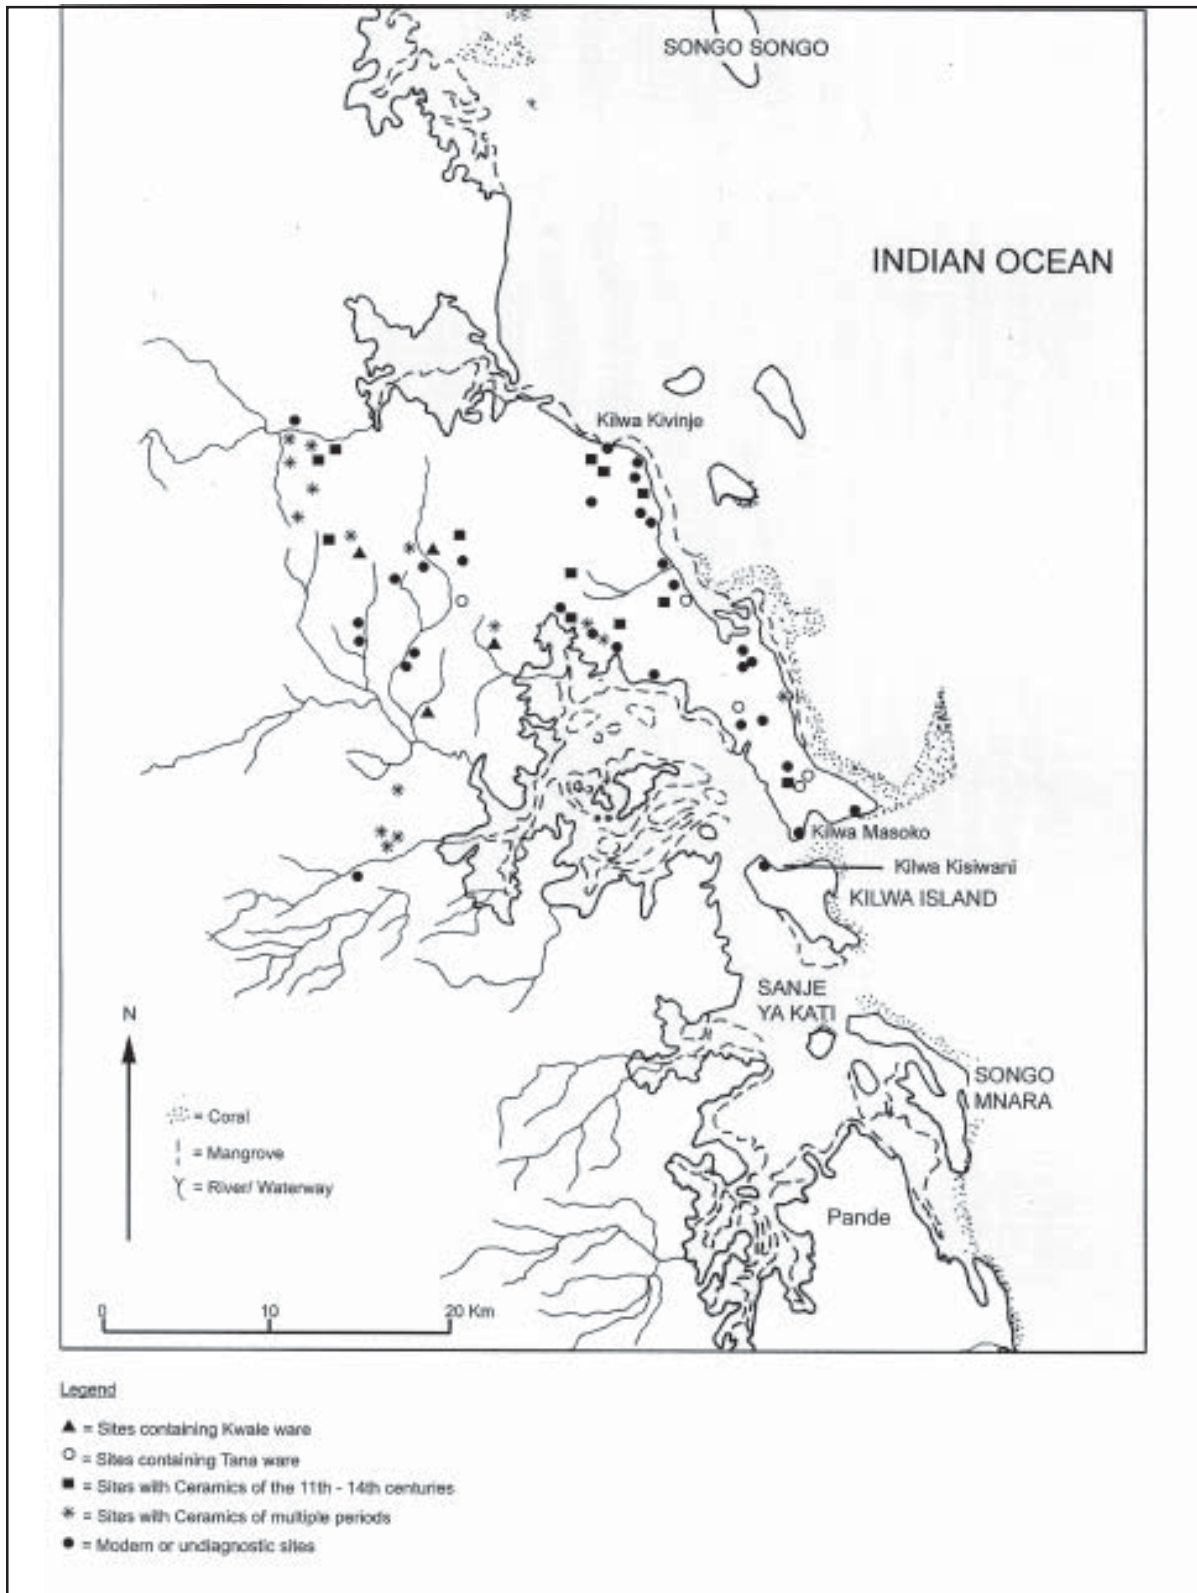 SONGO SONGO
INDIAN OCEAN
Kilwa Kivinje
Kilwa Masoko
Kilwa Kisiwani
KILWA ISLAND
SANJE
YA KATI
N
SONGO
MNARA
= Coral
= Mangrove
= River/ Waterway
Pande
0 10 20 Km
Legend
= Sites containing Kwale ware
= Sites containing Tana ware
= Sites with Ceramics of the 11th - 14th centuries
= Sites with Ceramics of multiple periods
= Modern or undiagnostic sites